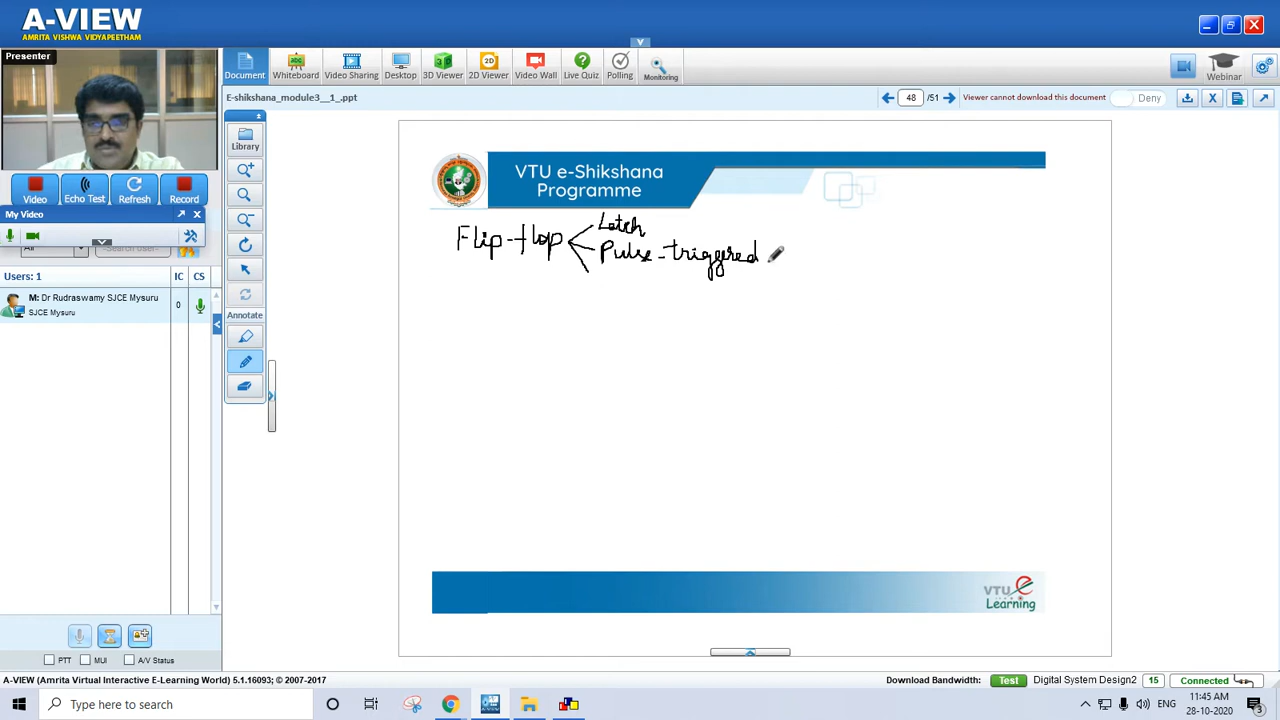 A-VIEW
AMRITA VISHWA VIDYAPEETHAM
Presenter
Document
Whiteboard
Video Sharing
Desktop
3D Viewer
2D Viewer
Video Wall
Live Quiz
Polling
Monitoring
Webinar
E-shikshana_module3__1_.ppt
48 /51
Viewer cannot download this document
Deny
Library
Annotate
Video
Echo Test
Refresh
Record
My Video
All
Search User
Users: 1
IC
CS
M: Dr Rudraswamy SJCE Mysuru
SJCE Mysuru
0
VTU e-Shikshana
Programme
Latch
Flip-flop
Pulse-triggered
VTU
Learning
PTT
MUI
A/V Status
A-VIEW (Amrita Virtual Interactive E-Learning World) 5.1.16093; © 2007-2017
Download Bandwidth:
Test
Digital System Design2
15
Connected
Type here to search
ENG
11:45 AM
28-10-2020
3